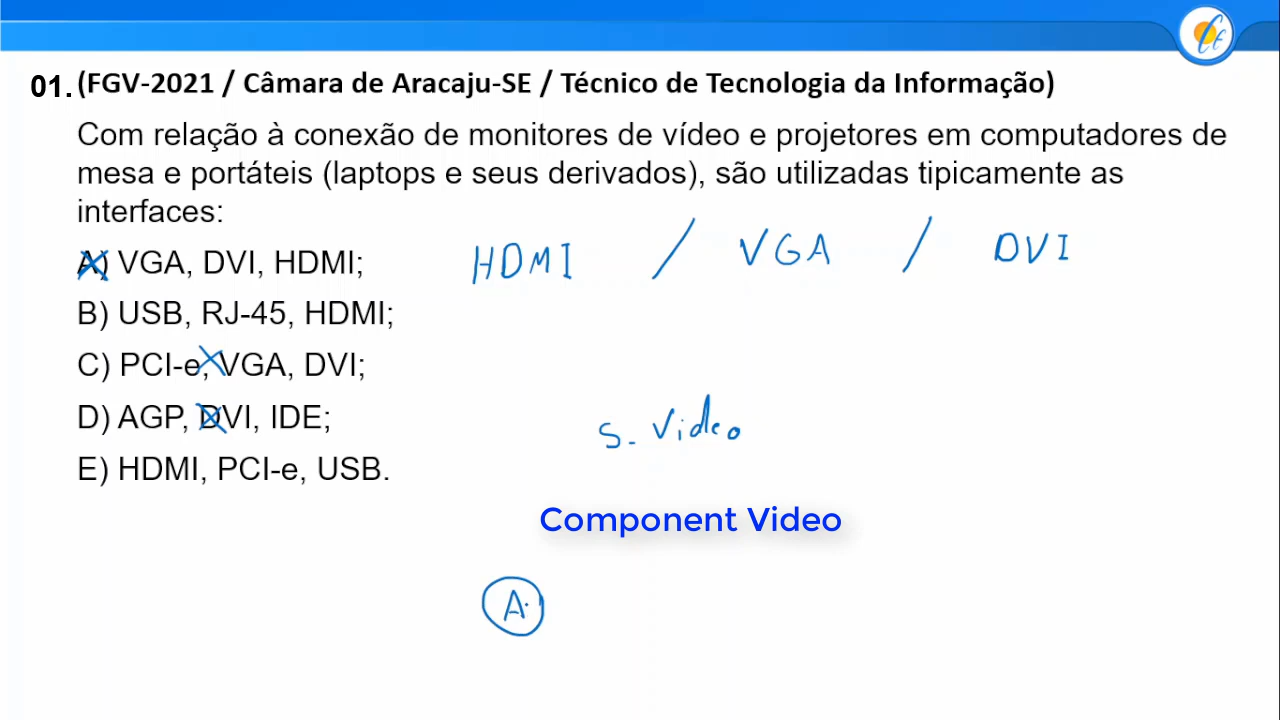 01. (FGV-2021 / Câmara de Aracaju-SE / Técnico de Tecnologia da Informação)
Com relação à conexão de monitores de vídeo e projetores em computadores de
mesa e portáteis (laptops e seus derivados), são utilizadas tipicamente as
interfaces:
A) VGA, DVI, HDMI;
HDMI / VGA / DVI
B) USB, RJ-45, HDMI;
C) PCI-e, VGA, DVI;
D) AGP, DVI, IDE;
S. Video
E) HDMI, PCI-e, USB.
Component Video
A.